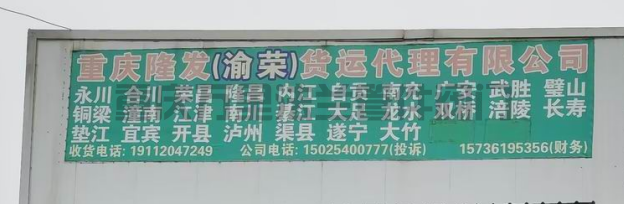 重庆隆发(渝荣)货运代理有限公司
永川 合川 荣昌 隆昌 内江 自贡 南充 广安 武胜 璧山
铜梁 潼南 江津 南川 綦江 大足 龙水 双桥 涪陵 长寿
垫江 宜宾 开县 泸州 渠县 遂宁 大竹
收货电话: 19112047249 公司电话: 15025400777(投诉) 15736195356(财务)